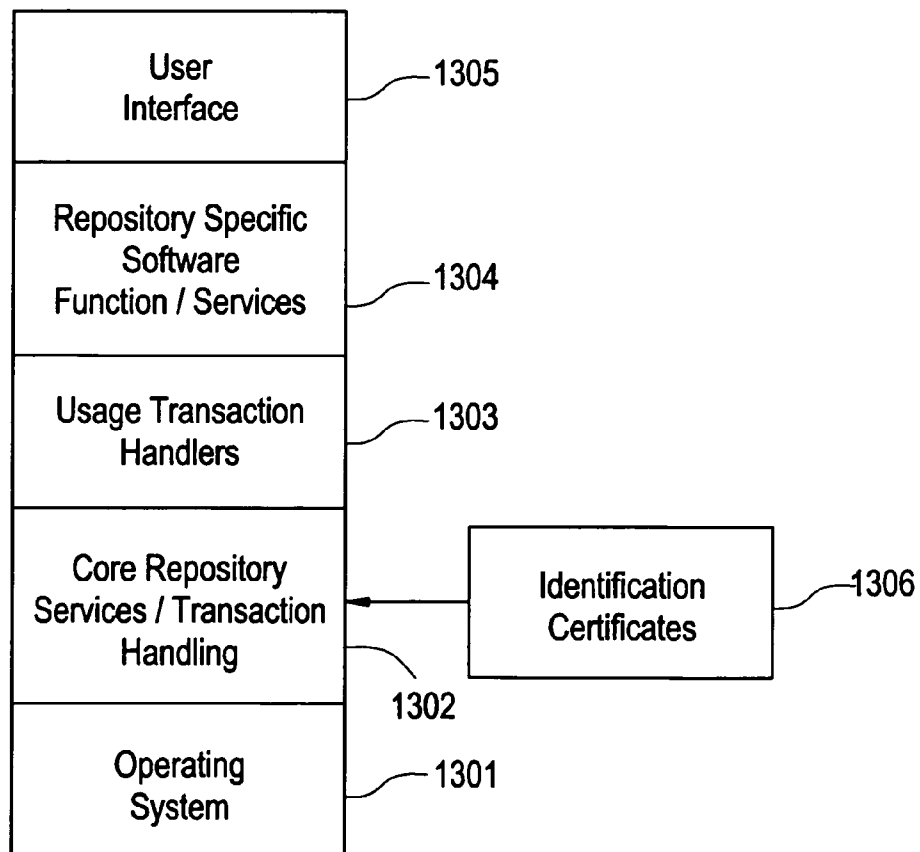 User
Interface
1305
Repository Specific
Software
Function / Services
1304
Usage Transaction
Handlers
1303
Core Repository
Services / Transaction
Handling
1302
Identification
Certificates
1306
Operating
System
1301